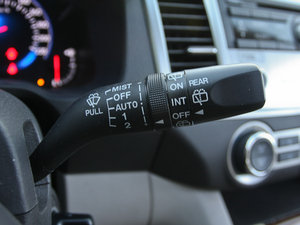 MIST
OFF
PULL AUTO
1
2
ON REAR
INT
OFF